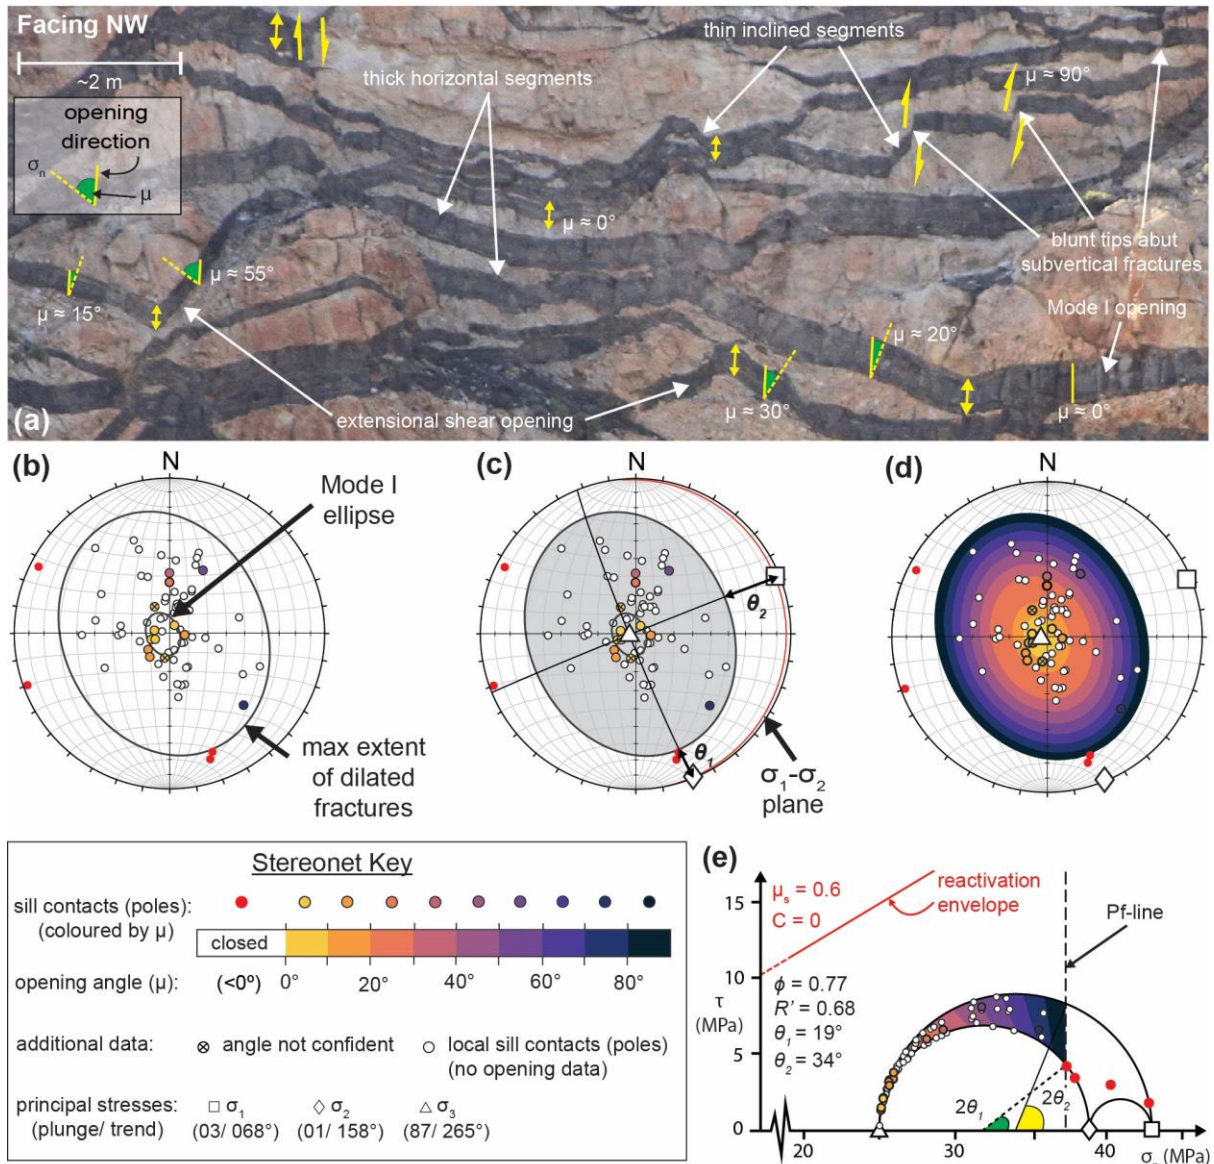 Facing NW
~2 m
opening
direction
σn
μ
thick horizontal segments
thin inclined segments
μ ≈ 90°
μ ≈ 0°
blunt tips abut
subvertical fractures
μ ≈ 55°
μ ≈ 15°
Mode I opening
μ ≈ 20°
extensional shear opening
μ ≈ 30°
μ ≈ 0°
(a)
(b)
N
Mode I
ellipse
max extent
of dilated
fractures
(c)
N
θ2
θ1
σ1-σ2
plane
(d)
N
Stereonet Key
sill contacts (poles):
(coloured by μ)
closed
opening angle (μ):
(<0º) 0° 20° 40° 60° 80°
additional data:
angle not confident
local sill contacts (poles)
(no opening data)
principal stresses:
(plunge/ trend)
σ1
(03/ 068°)
σ2
(01/ 158°)
σ3
(87/ 265°)
(e)
15
10
5
0
τ
(MPa)
μs = 0.6
C = 0
reactivation
envelope
Pf-line
ϕ = 0.77
R' = 0.68
θ1 = 19°
θ2 = 34°
2θ1
2θ2
20 30 40
(MPa)